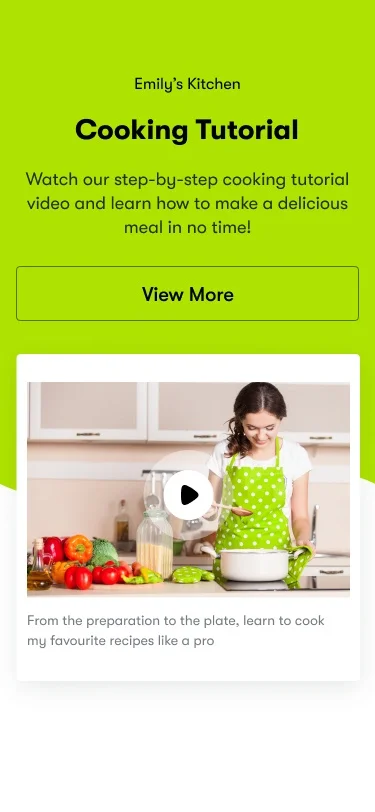 Emily’s Kitchen
Cooking Tutorial
Watch our step-by-step cooking tutorial
video and learn how to make a delicious
meal in no time!
View More
From the preparation to the plate, learn to cook
my favourite recipes like a pro